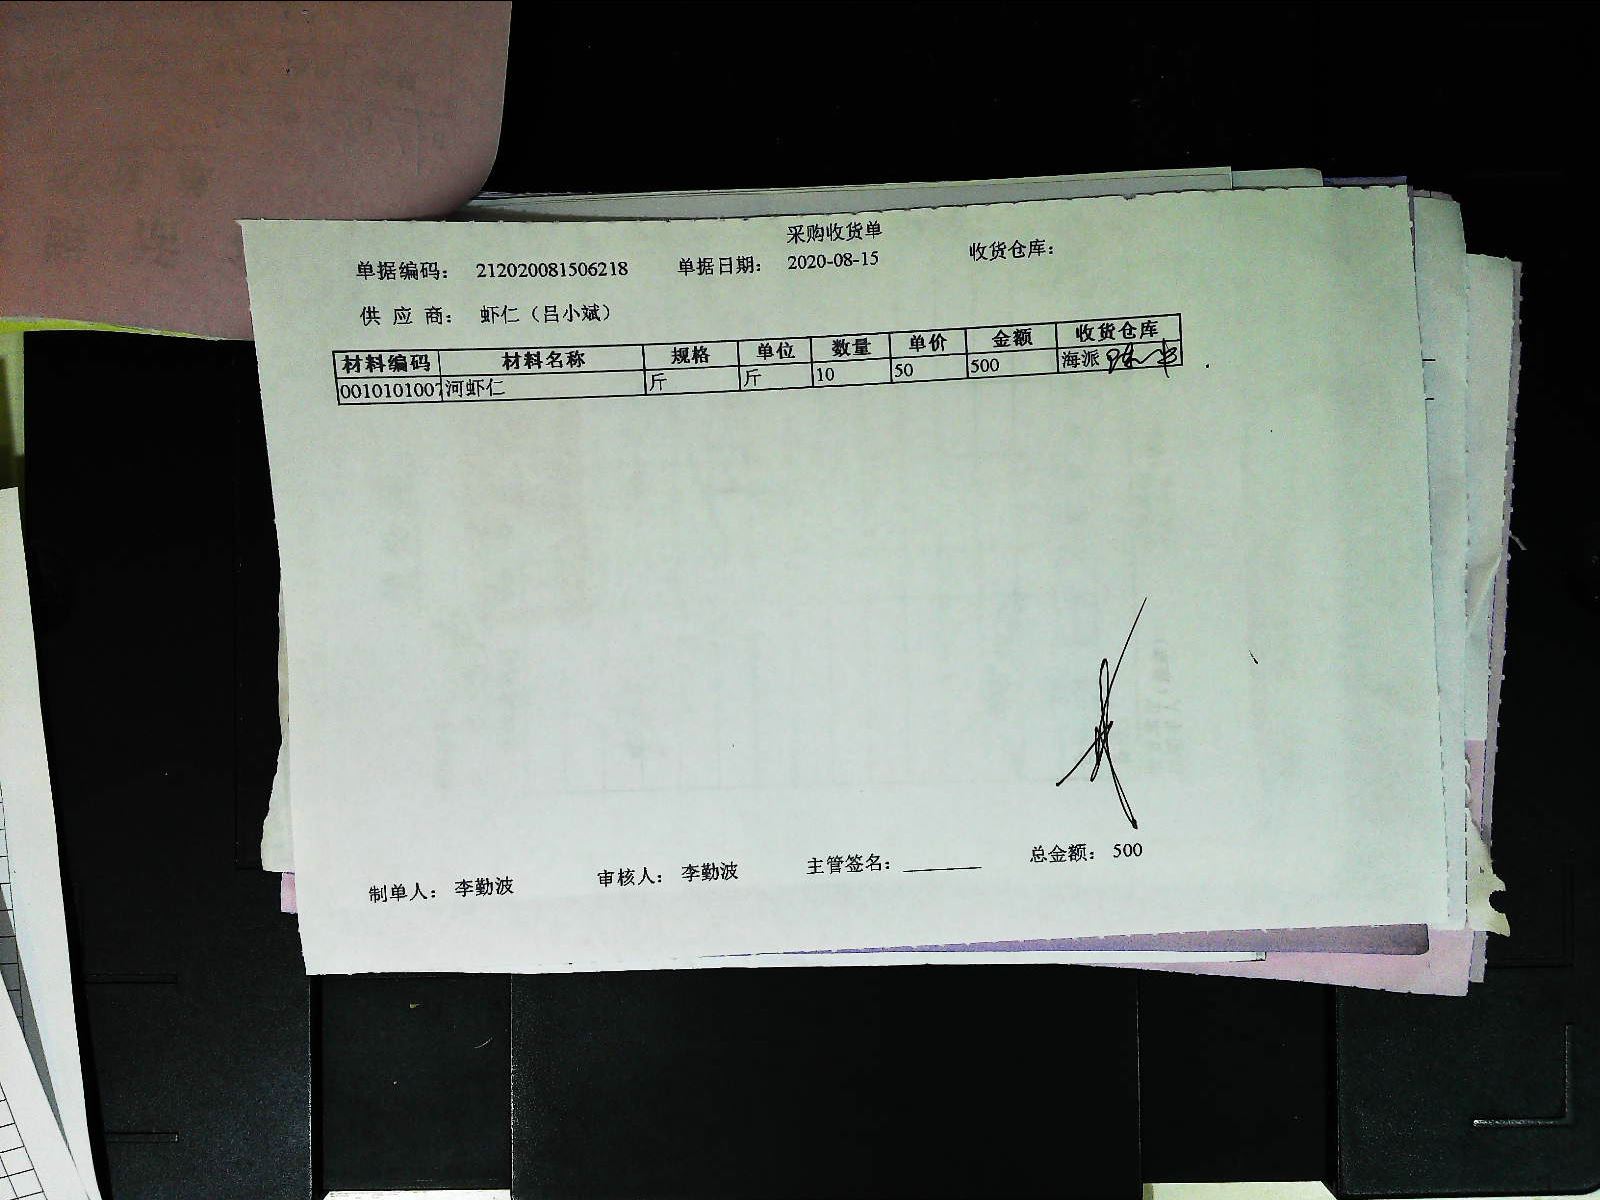 采购收货单
单据编码： 212020081506218 单据日期： 2020-08-15 收货仓库：
供 应 商： 虾仁（吕小斌）
材料编码 材料名称 规格 单位 数量 单价 金额 收货仓库
0010101007 河虾仁 斤 斤 10 50 500 海派
制单人： 李勤波 审核人： 李勤波 主管签名：________ 总金额： 500